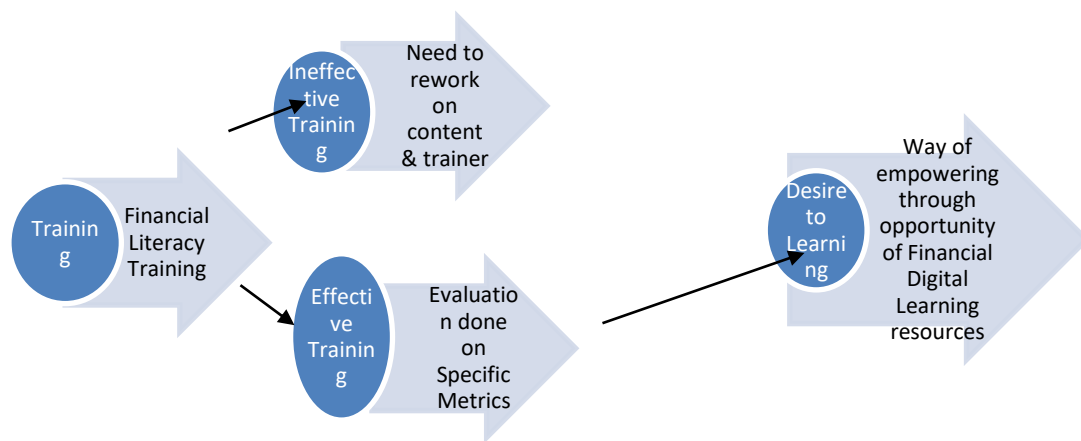 Trainin
g
Financial
Literacy
Training
Ineffec
tive
Trainin
g
Need to
rework
on
content
& trainer
Effecti
ve
Trainin
g
Evaluatio
n done
on
Specific
Metrics
Desire
to
Learni
ng
Way of
empowering
through
opportunity
of Financial
Digital
Learning
resources